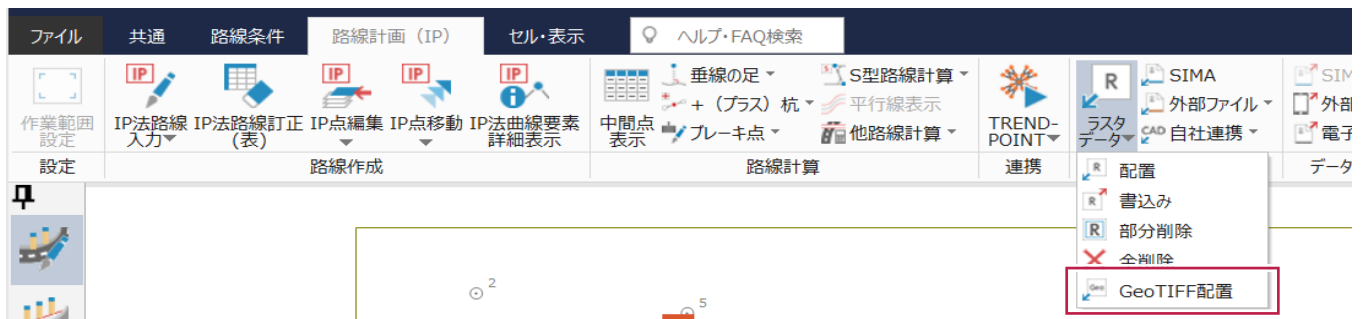 ファイル 共通 路線条件 路線計画（IP） セル・表示 ヘルプ・FAQ検索
作業範囲
設定
IP
IP法路線
入力
IP法路線訂正
(表)
IP
IP点編集
IP
IP点移動
IP
IP法曲線要素
詳細表示
中間点
表示
垂線の足
＋（プラス）杭
ブレーキ点
S型路線計算
平行線表示
他路線計算
TREND-
POINT
R
ラスタ
データ
SIMA
外部ファイル
CAD 自社連携
SIM
外部
電子
設定 路線作成 路線計算 連携 データ
R 配置
R 書込み
R 部分削除
全削除
Geo GeoTIFF配置
2
5